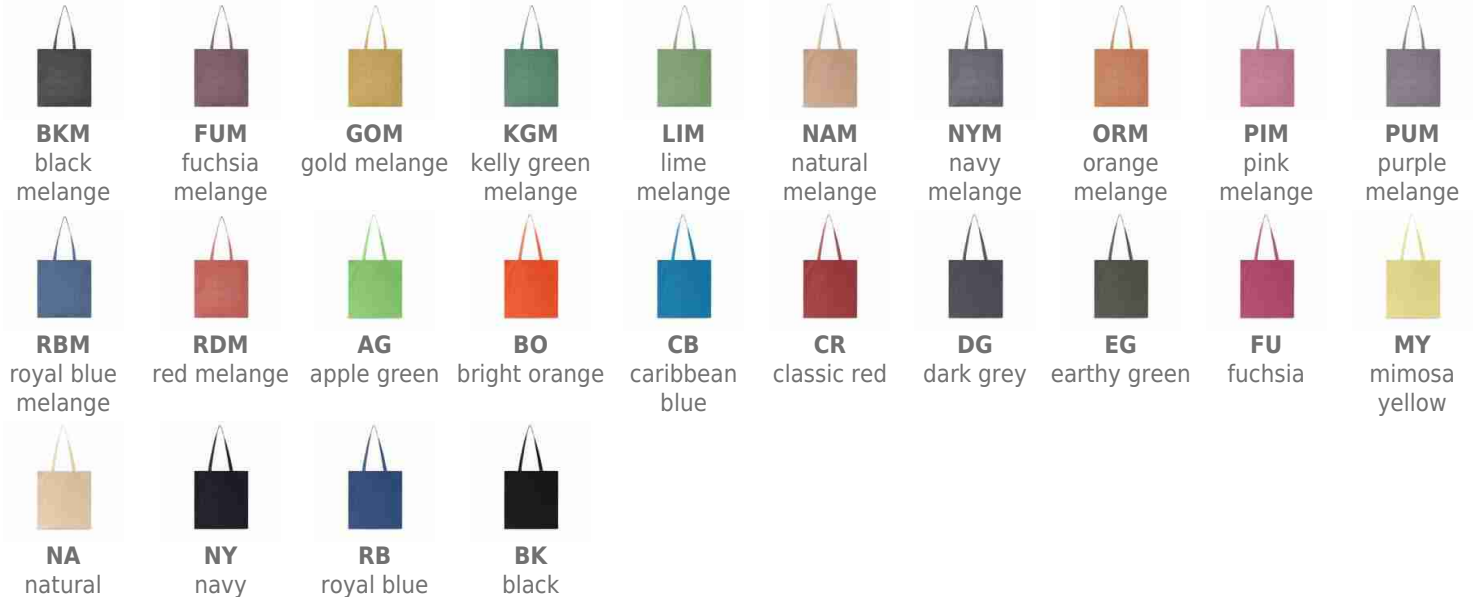 BKM
black
melange
FUM
fuchsia
melange
GOM
gold melange
KGM
kelly green
melange
LIM
lime
melange
NAM
natural
melange
NYM
navy
melange
ORM
orange
melange
PIM
pink
melange
PUM
purple
melange
RBM
royal blue
melange
RDM
red melange
AG
apple green
BO
bright orange
CB
caribbean
blue
CR
classic red
DG
dark grey
EG
earthy green
FU
fuchsia
MY
mimosa
yellow
NA
natural
NY
navy
RB
royal blue
BK
black